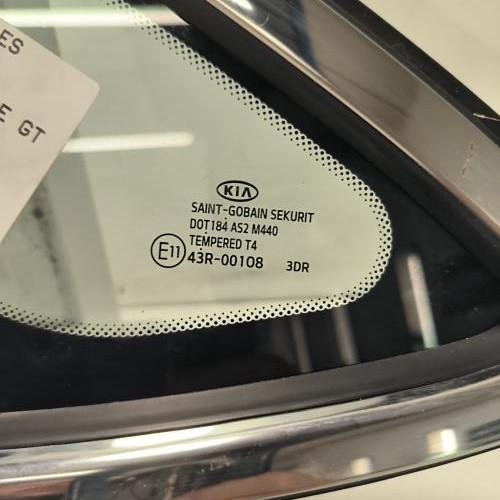 ES
E GT
KIA
SAINT-GOBAIN SEKURIT
DOT184 AS2 M440
TEMPERED T4
E11 43R-00108 3DR